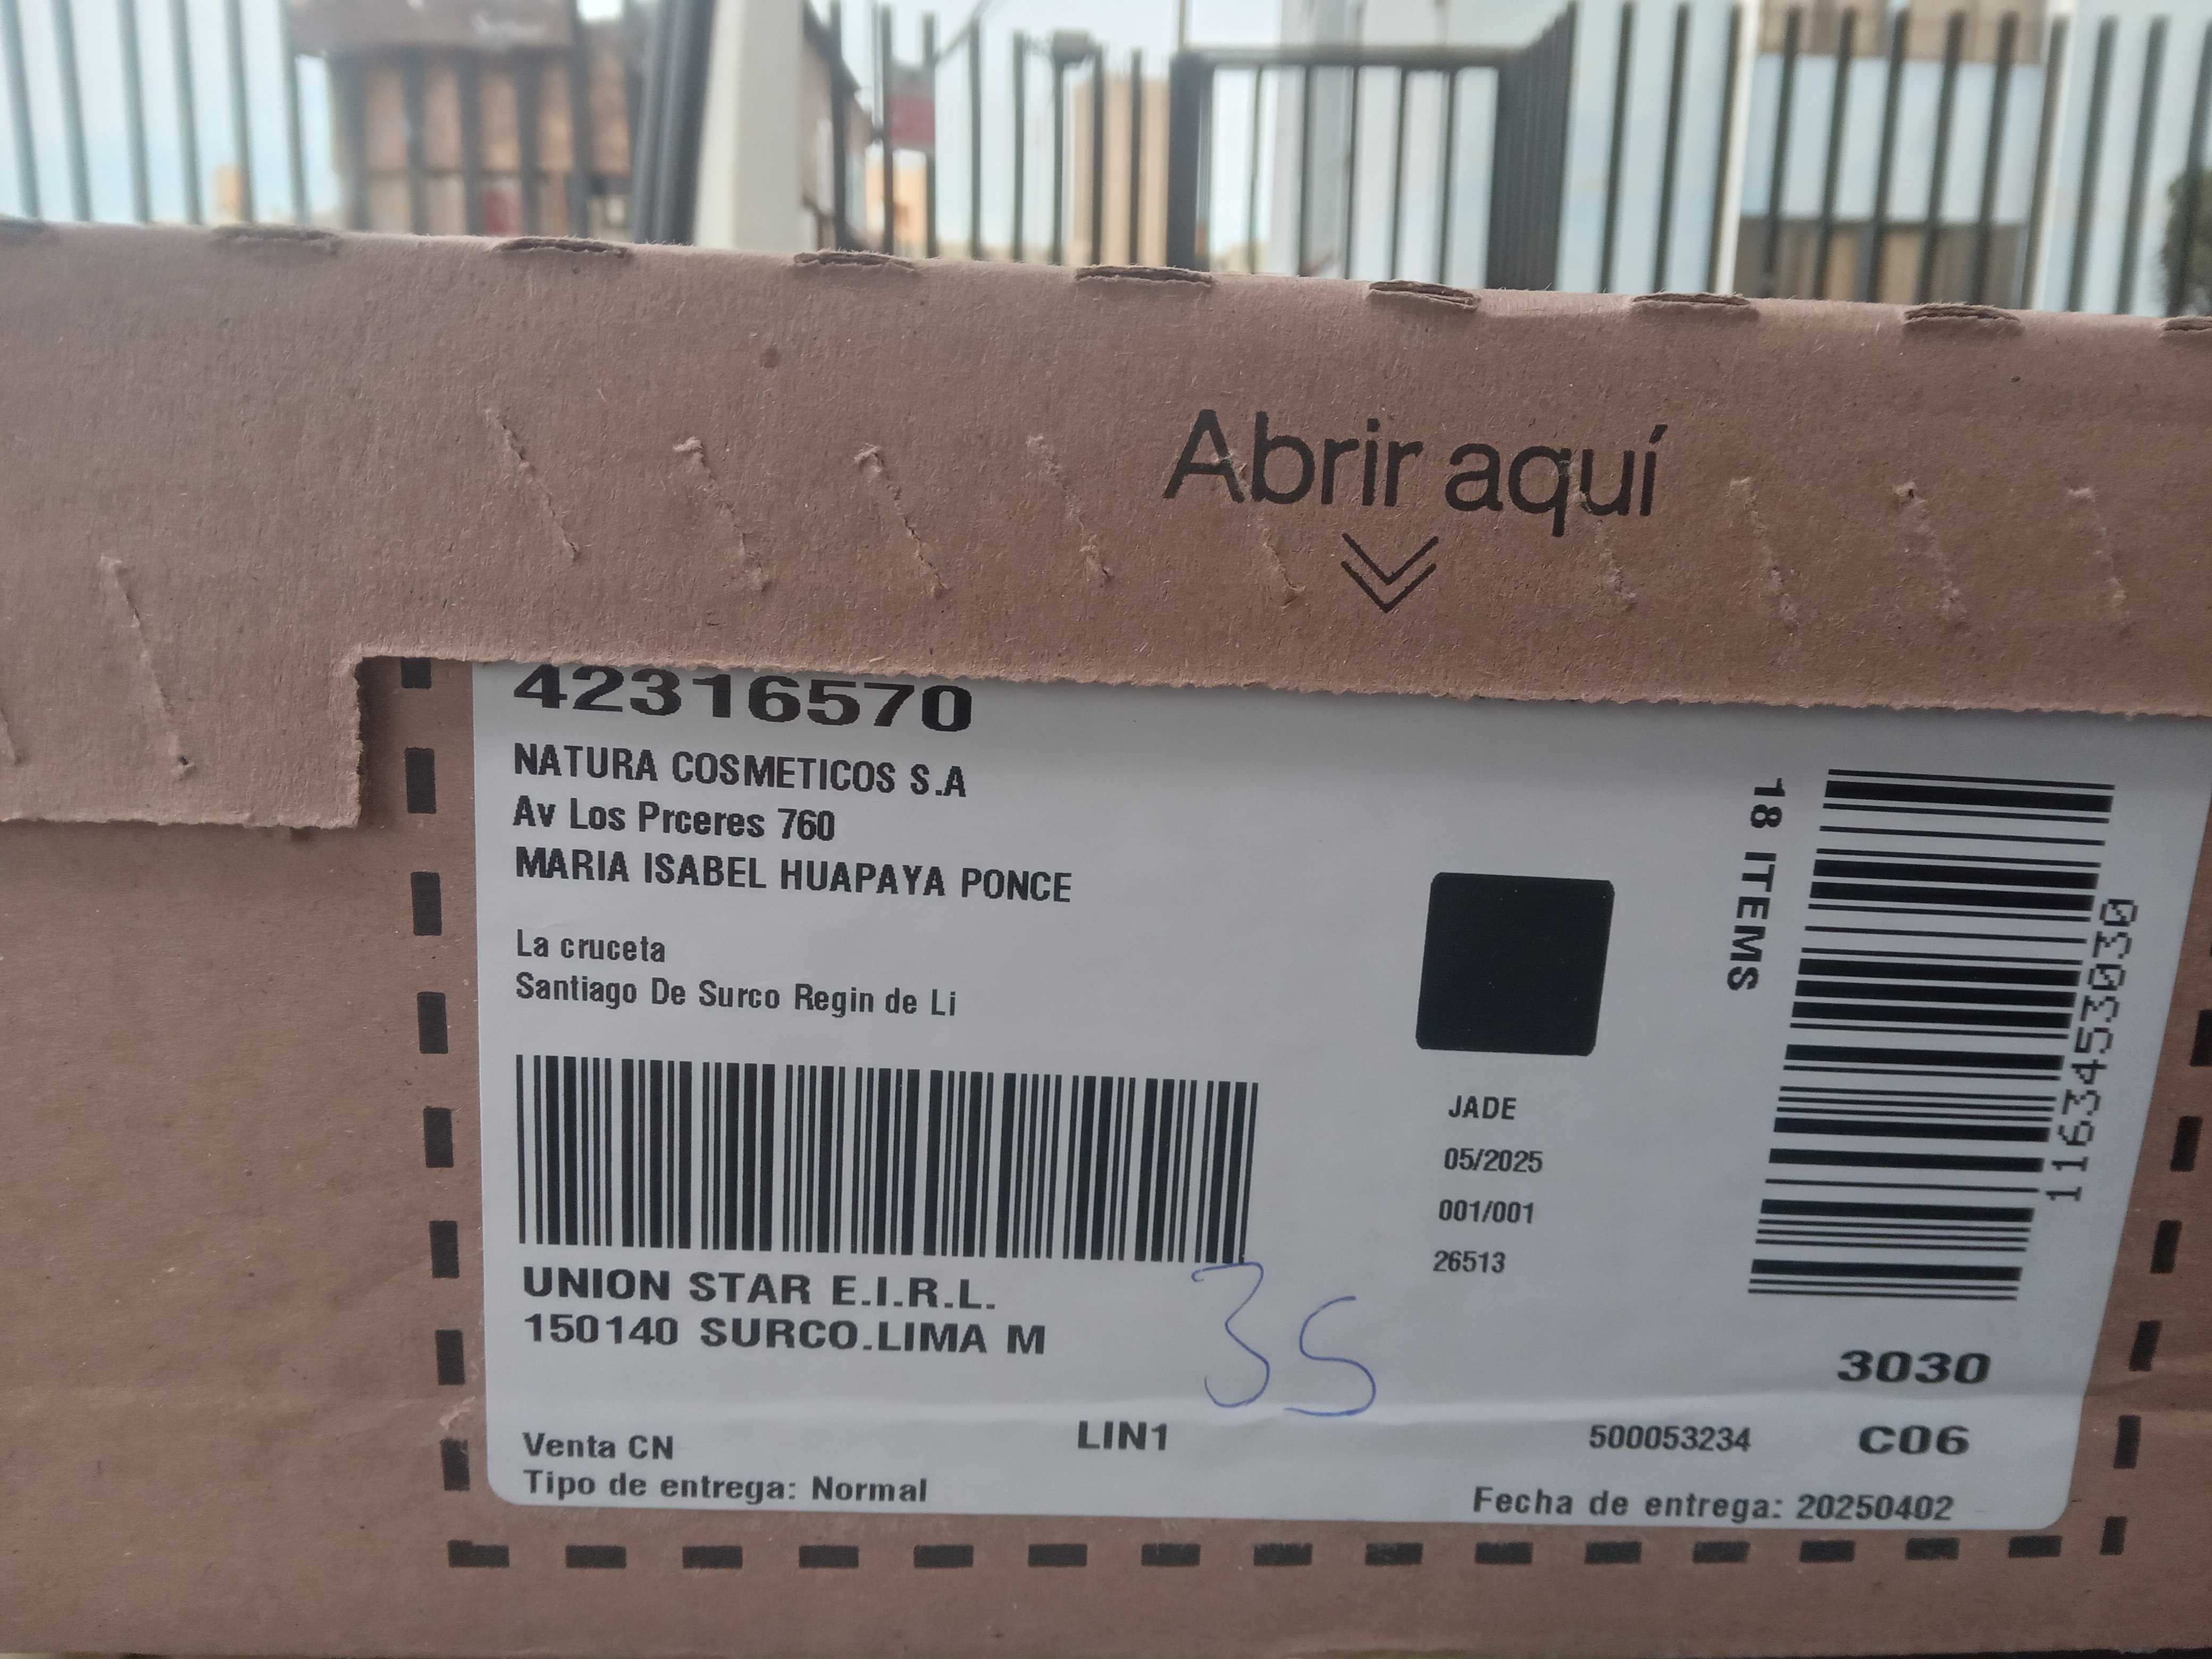 Abrir aquí
42316570
NATURA COSMETICOS S.A
Av Los Prceres 760
MARIA ISABEL HUAPAYA PONCE
La cruceta
Santiago De Surco Regin de Li
18 ITEMS
116345353030
JADE
05/2025
001/001
26513
UNION STAR E.I.R.L.
150140 SURCO.LIMA M
35
3030
Venta CN
LIN1
500053234
C06
Tipo de entrega: Normal
Fecha de entrega: 20250402